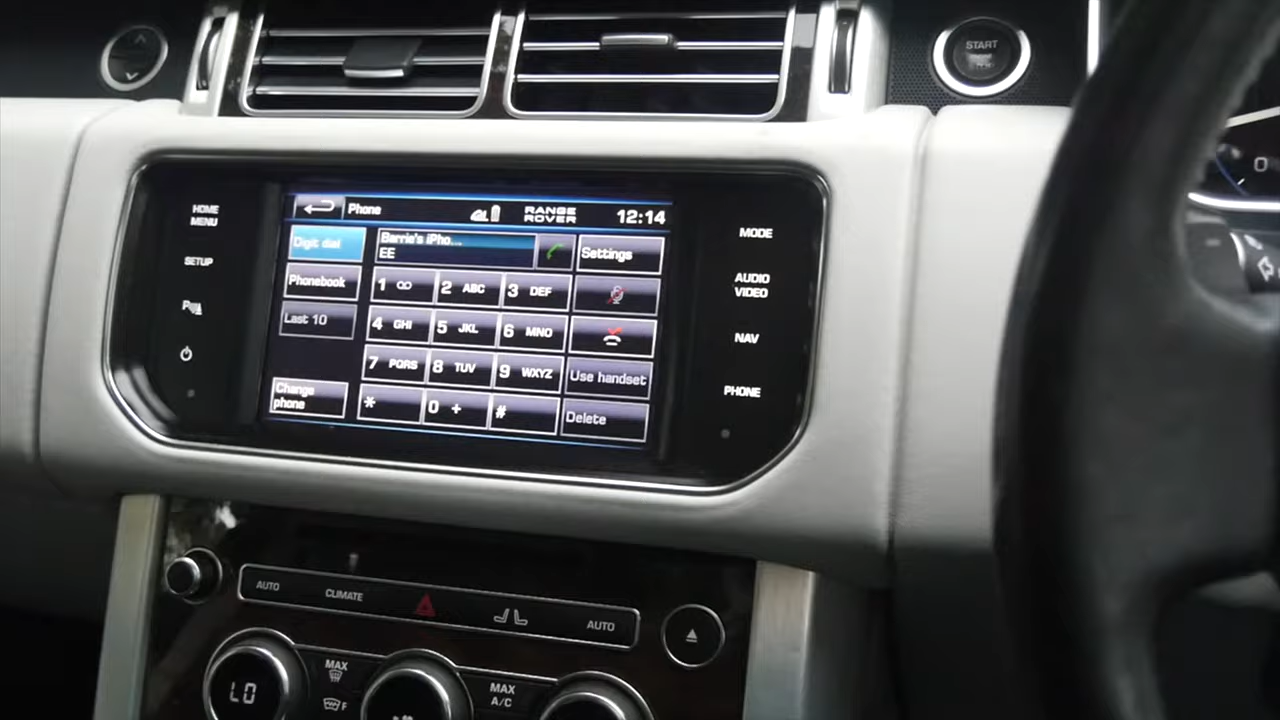 START
HOME
MENU
SETUP
MODE
AUDIO
VIDEO
NAV
PHONE
Phone
RANGE
ROVER
12:14
Digit dial
Barrie's iPho...
EE
Settings
Phonebook
1
2 ABC
3 DEF
Last 10
4 GHI
5 JKL
6 MNO
7 PQRS
8 TUV
9 WXYZ
Use handset
Change
phone
*
0 +
#
Delete
AUTO
CLIMATE
AUTO
LO
MAX
F
MAX
A/C
0